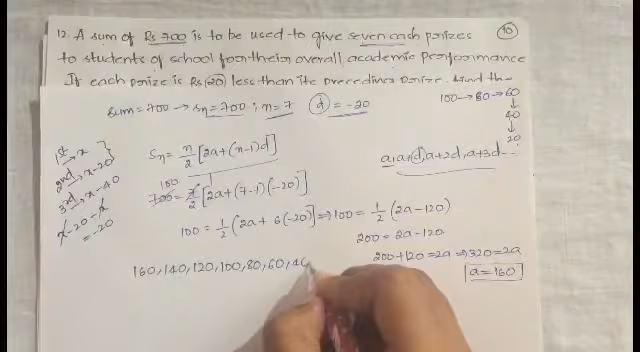 12. A sum of Rs 700 is to be used to give seven cash prizes
10
to students of school for their overall academic performance
If each prize is Rs(20) less than its preceding prize. find th
Sum=700 → Sn=700 ; n=7 d=-20
100→80→60
↓
40
↓
20
1st → x
2nd → x-20
3rd → x-40
x-20-x
= -20
Sn = n/2 [2a+(n-1)d]
a, a+d, a+2d, a+3d--
100 1
700 = 7/2 [2a+(7-1)(-20)]
100 = 1/2 (2a+6(-20)] ⇒ 100 = 1/2 (2a-120)
200 = 2a-120
200+120=2a ⇒ 320=2a
a=160
160, 140, 120, 100, 80, 60, 40